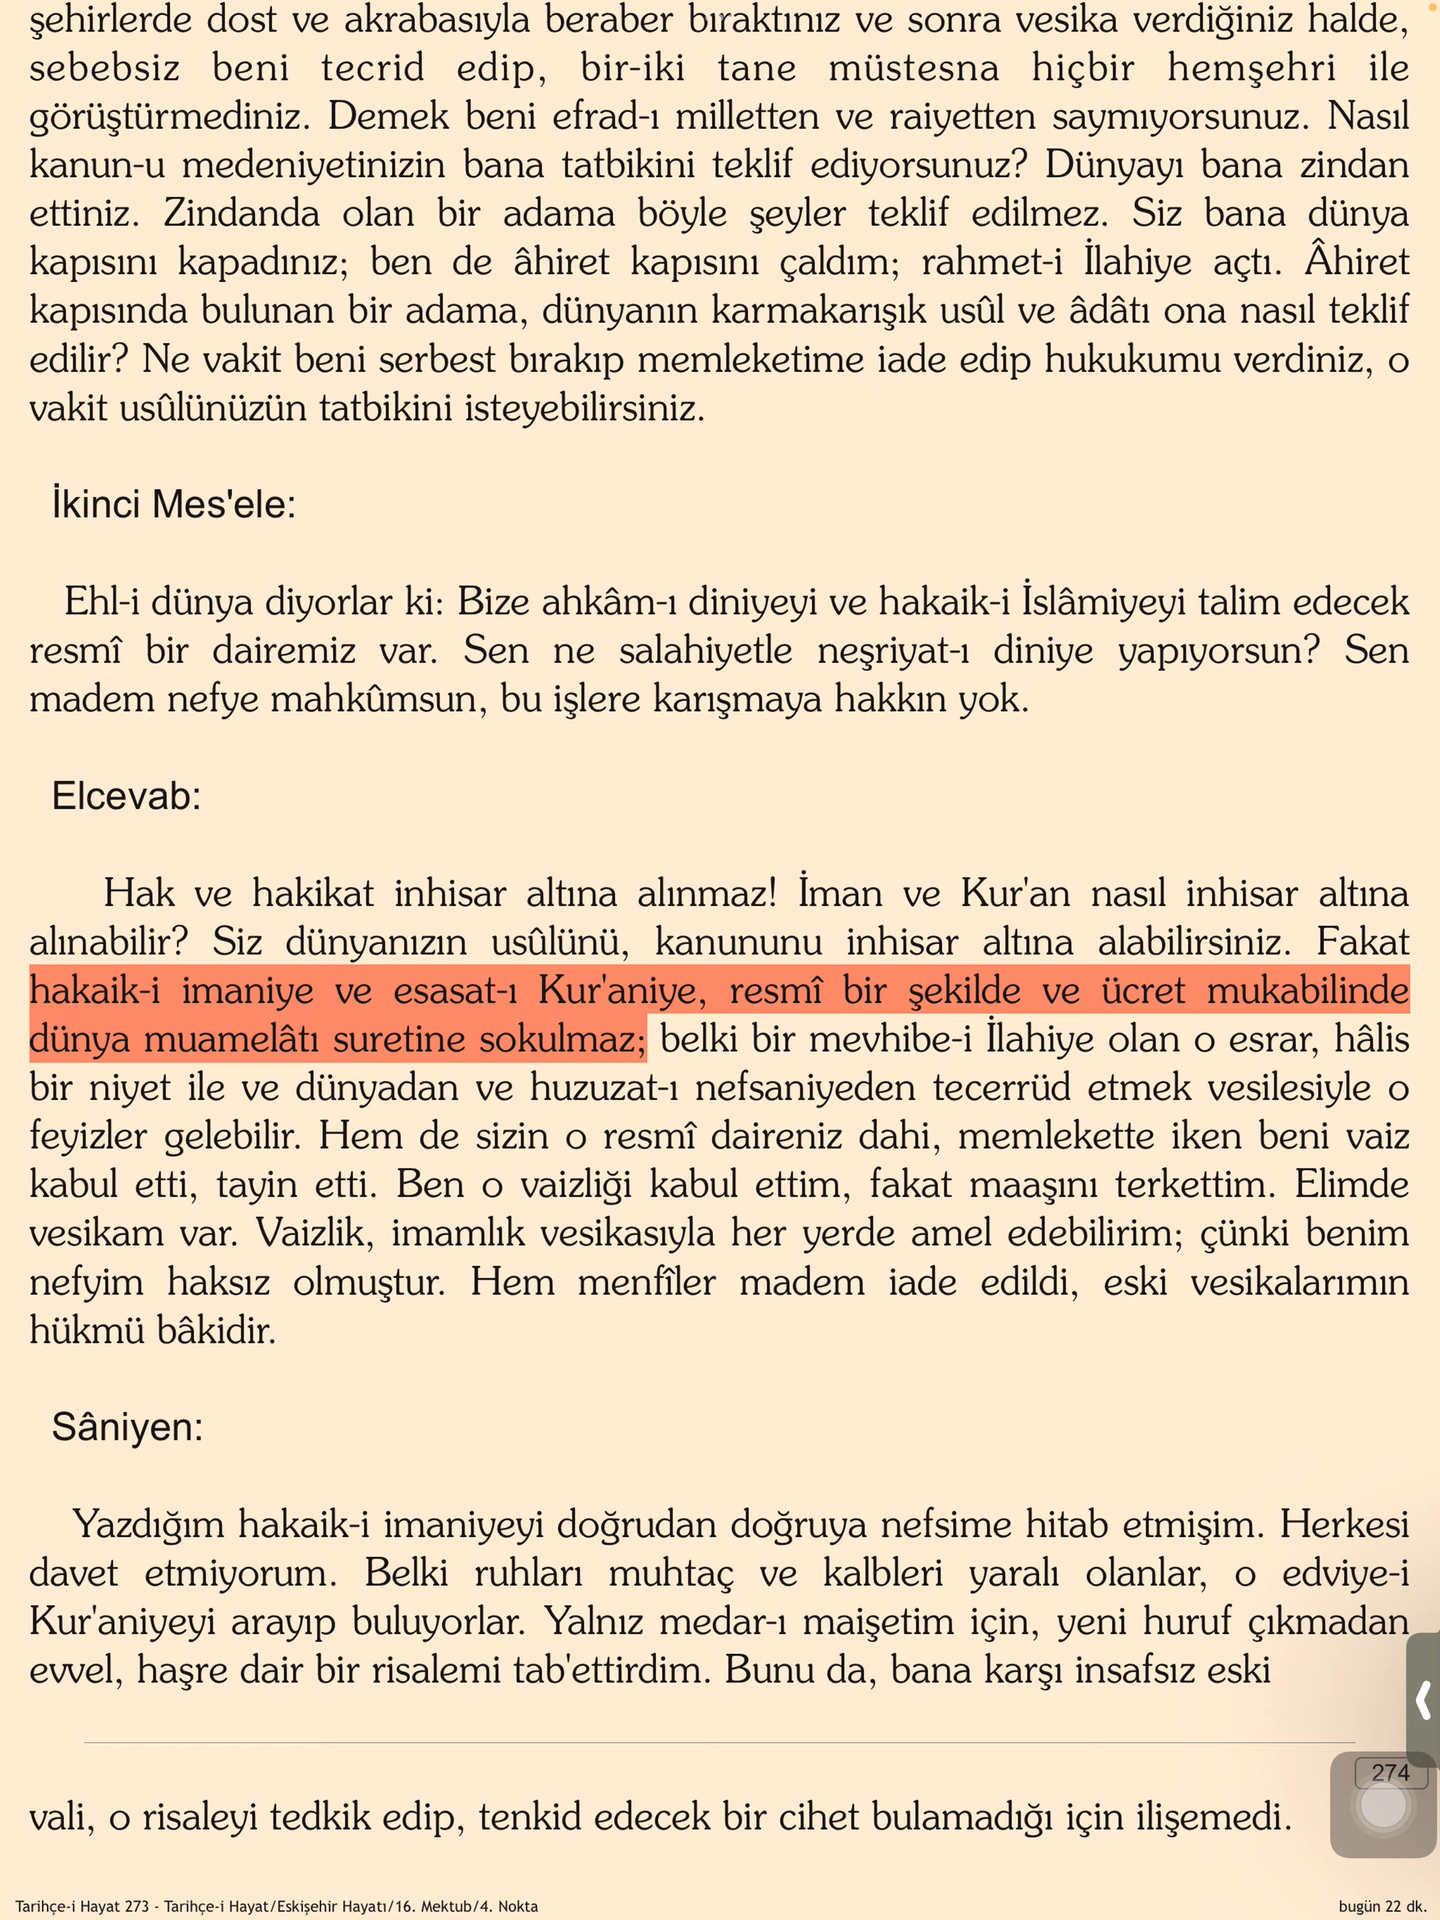 şehirlerde dost ve akrabasıyla beraber bıraktınız ve sonra vesika verdiğiniz halde,
sebebsiz beni tecrid edip, bir-iki tane müstesna hiçbir hemşehri ile
görüştürmediniz. Demek beni efrad-ı milletten ve raiyetten saymıyorsunuz. Nasıl
kanun-u medeniyetinizin bana tatbikini teklif ediyorsunuz? Dünyayı bana zindan
ettiniz. Zindanda olan bir adama böyle şeyler teklif edilmez. Siz bana dünya
kapısını kapadınız; ben de âhiret kapısını çaldım; rahmet-i İlahiye açtı. Âhiret
kapısında bulunan bir adama, dünyanın karmakarışık usûl ve âdâtı ona nasıl teklif
edilir? Ne vakit beni serbest bırakıp memleketime iade edip hukukumu verdiniz, o
vakit usûlünüzün tatbikini isteyebilirsiniz.
İkinci Mes'ele:
Ehl-i dünya diyorlar ki: Bize ahkâm-ı diniyeyi ve hakaik-i İslâmiyeyi talim edecek
resmî bir dairemiz var. Sen ne salahiyetle neşriyat-ı diniye yapıyorsun? Sen
madem nefye mahkûmsun, bu işlere karışmaya hakkın yok.
Elcevab:
Hak ve hakikat inhisar altına alınmaz! İman ve Kur'an nasıl inhisar altına
alınabilir? Siz dünyanızın usûlünü, kanununu inhisar altına alabilirsiniz. Fakat
hakaik-i imaniye ve esasat-ı Kur'aniye, resmî bir şekilde ve ücret mukabilinde
dünya muamelâtı suretine sokulmaz; belki bir mevhibe-i İlahiye olan o esrar, hâlis
bir niyet ile ve dünyadan ve huzuzat-ı nefsaniyeden tecerrüd etmek vesilesiyle o
feyizler gelebilir. Hem de sizin o resmî daireniz dahi, memlekette iken beni vaiz
kabul etti, tayin etti. Ben o vaizliği kabul ettim, fakat maaşını terkettim. Elimde
vesikam var. Vaizlik, imamlık vesikasıyla her yerde amel edebilirim; çünki benim
nefyim haksız olmuştur. Hem menfîler madem iade edildi, eski vesikalarımın
hükmü bâkidir.
Sâniyen:
Yazdığım hakaik-i imaniyeyi doğrudan doğruya nefsime hitab etmişim. Herkesi
davet etmiyorum. Belki ruhları muhtaç ve kalbleri yaralı olanlar, o edviye-i
Kur'aniyeyi arayıp buluyorlar. Yalnız medar-ı maişetim için, yeni huruf çıkmadan
evvel, haşre dair bir risalemi tab'ettirdim. Bunu da, bana karşı insafsız eski
274
vali, o risaleyi tedkik edip, tenkid edecek bir cihet bulamadığı için ilişemedi.
Tarihçe-i Hayat 273 - Tarihçe-i Hayat/Eskişehir Hayatı/16. Mektub/4. Nokta
bugün 22 dk.